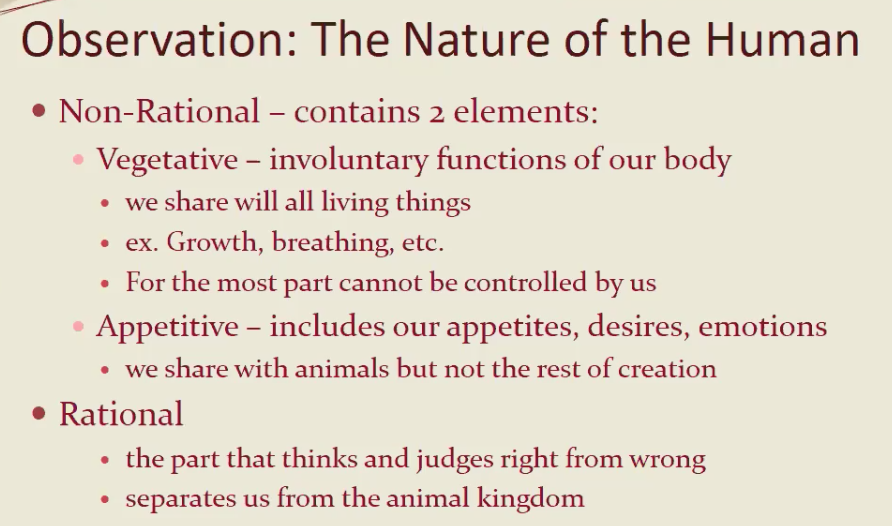 Observation: The Nature of the Human
• Non-Rational – contains 2 elements:
• Vegetative – involuntary functions of our body
• we share will all living things
• ex. Growth, breathing, etc.
• For the most part cannot be controlled by us
• Appetitive – includes our appetites, desires, emotions
• we share with animals but not the rest of creation
• Rational
• the part that thinks and judges right from wrong
• separates us from the animal kingdom